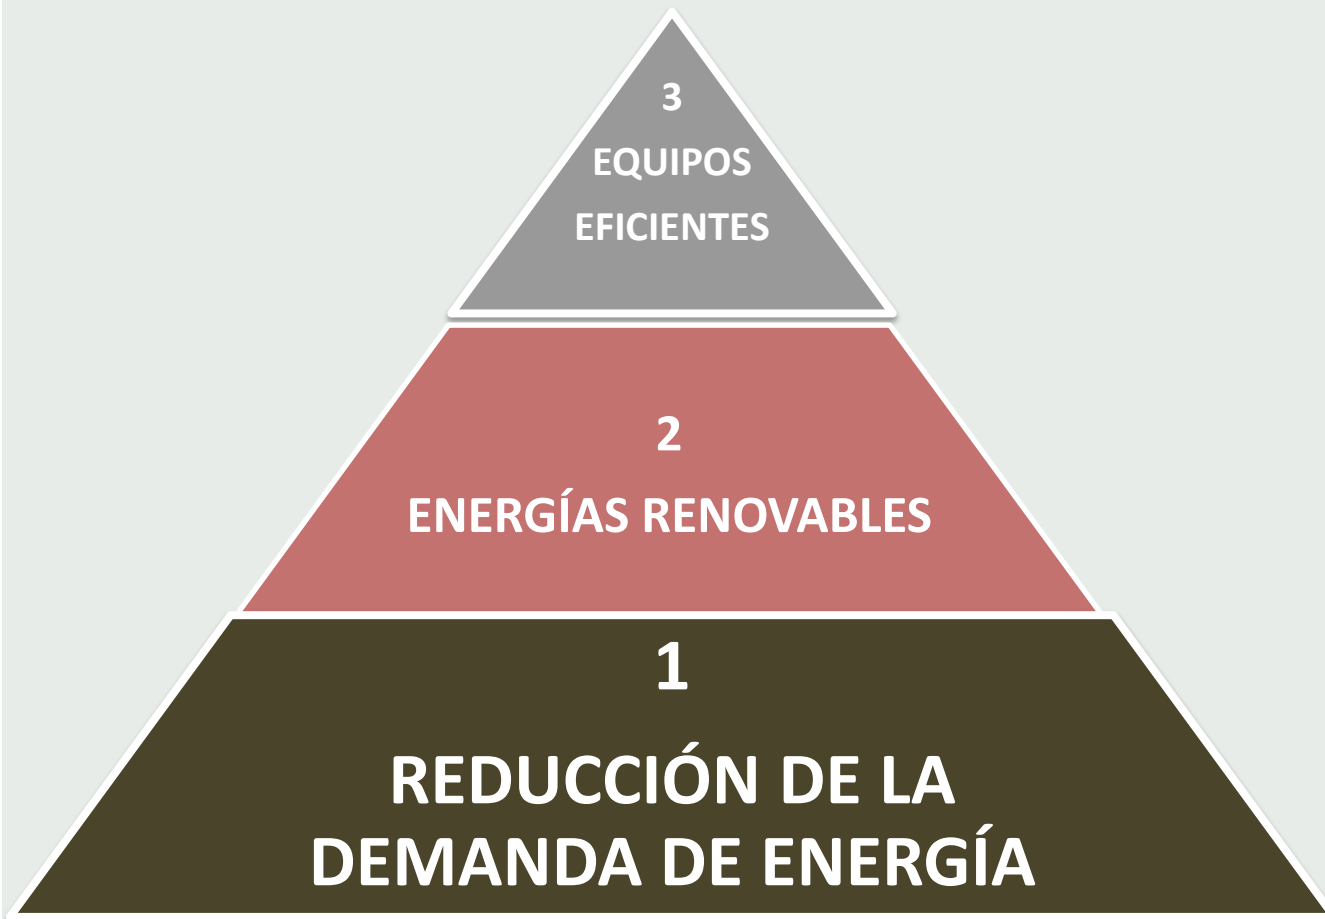 3
EQUIPOS
EFICIENTES
2
ENERGÍAS RENOVABLES
1
REDUCCIÓN DE LA
DEMANDA DE ENERGÍA